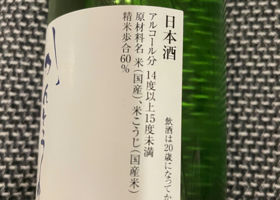 日本酒
アルコール分 14度以上15度未満
原材料名 米(国産)、米こうじ(国産米)
精米歩合60%
飲酒は20歳になってか